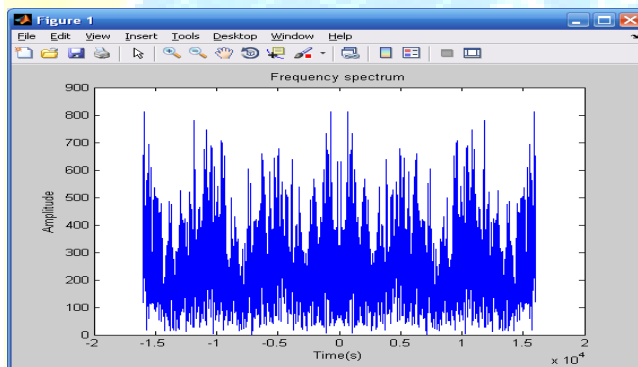 Figure 1
File Edit View Insert Tools Desktop Window Help
Frequency spectrum
900
800
700
600
500
400
300
200
100
0
Amplitude
-2 -1.5 -1 -0.5 0 0.5 1 1.5 2
Time(s)
x 10^4